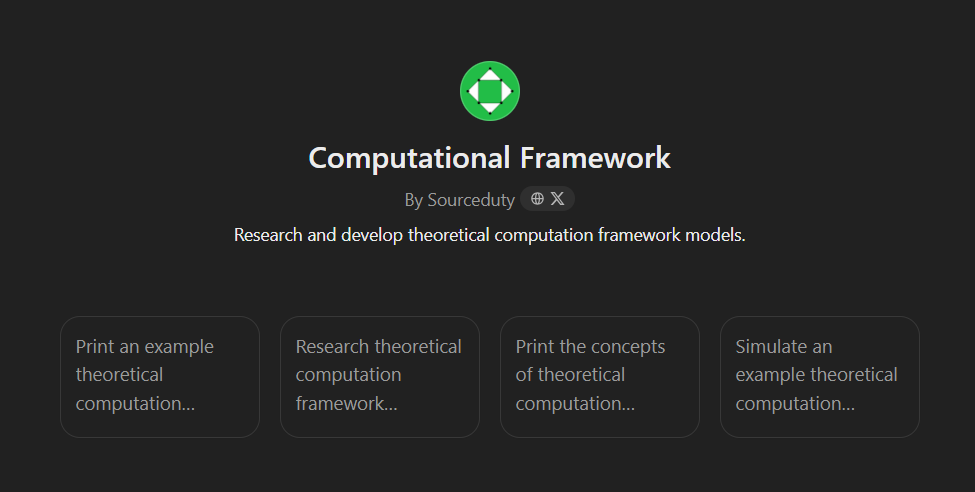 Computational Framework
By Sourceduty
Research and develop theoretical computation framework models.
Print an example
theoretical
computation...
Research theoretical
computation
framework...
Print the concepts
of theoretical
computation...
Simulate an
example theoretical
computation...